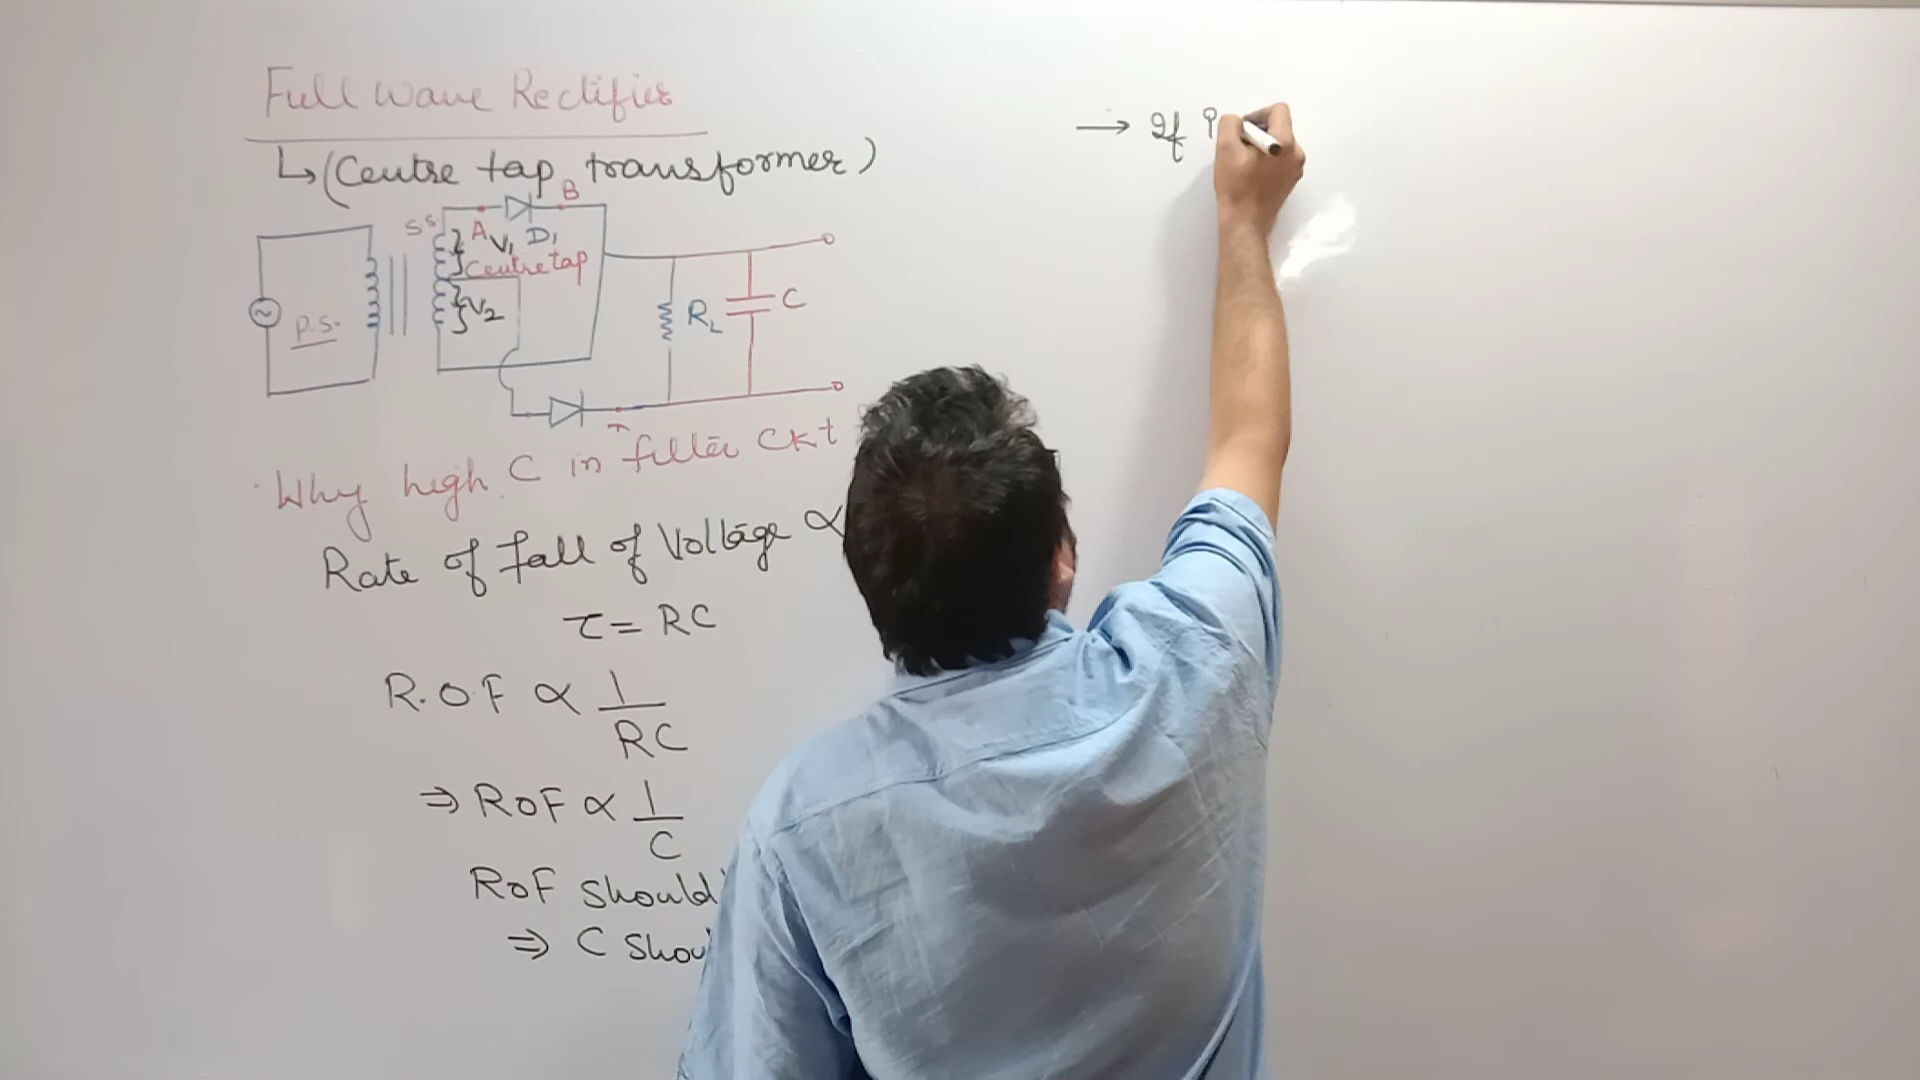 Full Wave Rectifier
↳ (Centre tap transformer)
B
S S A V1 D1
Centre tap
V2
P.S.
RL C
Why high C in filter Ckt
Rate of fall of Voltage ∝
τ = RC
R.O.F ∝ 1/RC
⇒ ROF ∝ 1/C
ROF should
⇒ C shou
→ If